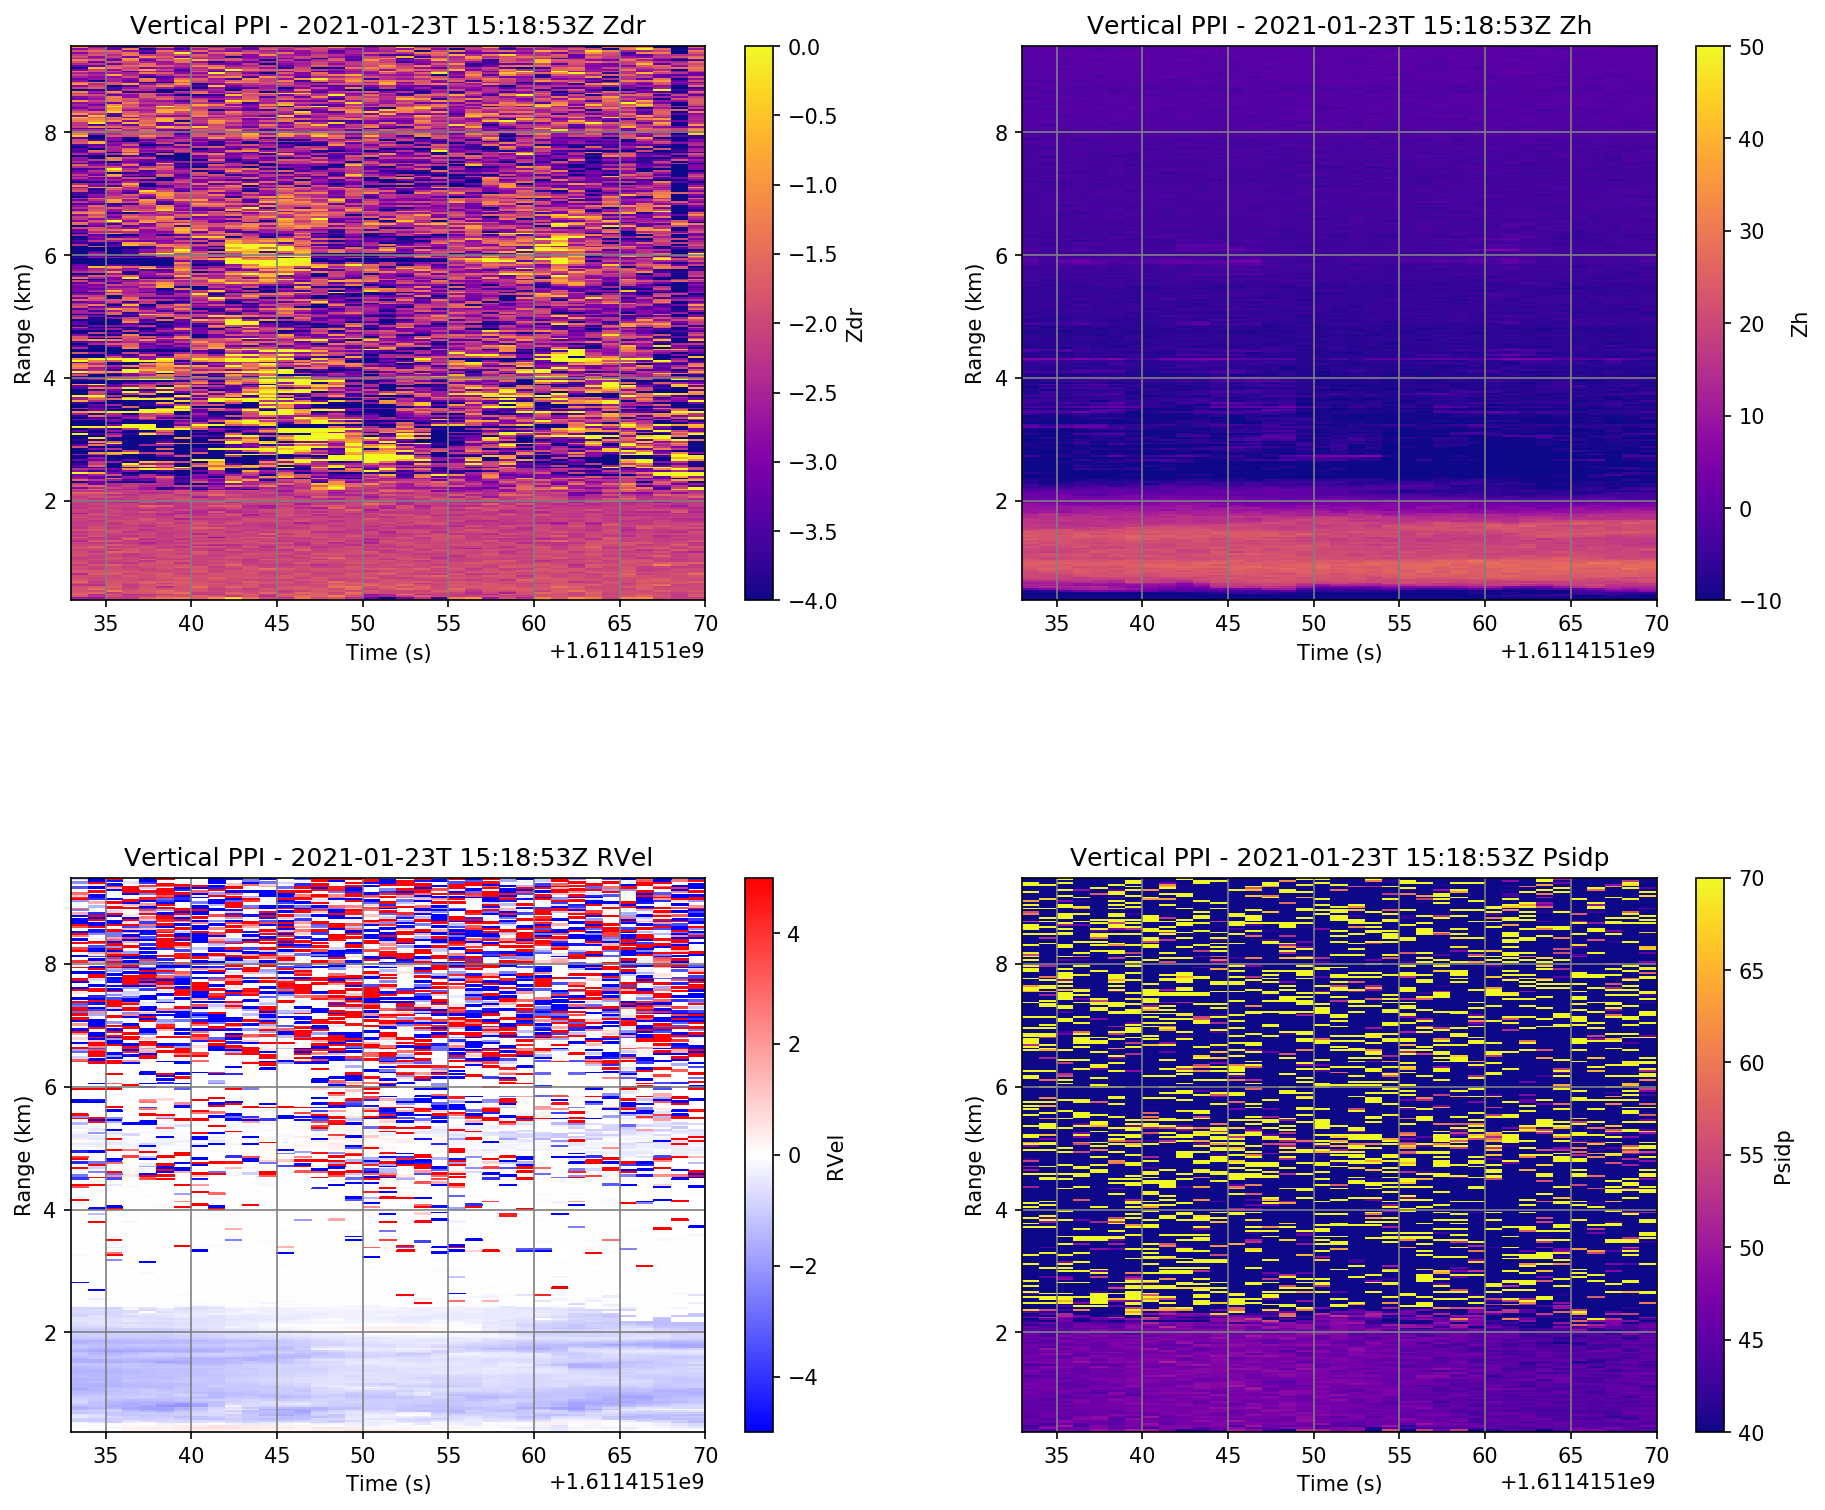 Vertical PPI - 2021-01-23T 15:18:53Z Zdr
8
6
4
2
Range (km)
35 40 45 50 55 60 65 70
Time (s)
+1.6114151e9
0.0
−0.5
−1.0
−1.5
−2.0
−2.5
−3.0
−3.5
−4.0
Zdr
Vertical PPI - 2021-01-23T 15:18:53Z Zh
8
6
4
2
Range (km)
35 40 45 50 55 60 65 70
Time (s)
+1.6114151e9
50
40
30
20
10
0
−10
Zh
Vertical PPI - 2021-01-23T 15:18:53Z RVel
8
6
4
2
Range (km)
35 40 45 50 55 60 65 70
Time (s)
+1.6114151e9
4
2
0
−2
−4
RVel
Vertical PPI - 2021-01-23T 15:18:53Z Psidp
8
6
4
2
Range (km)
35 40 45 50 55 60 65 70
Time (s)
+1.6114151e9
70
65
60
55
50
45
40
Psidp